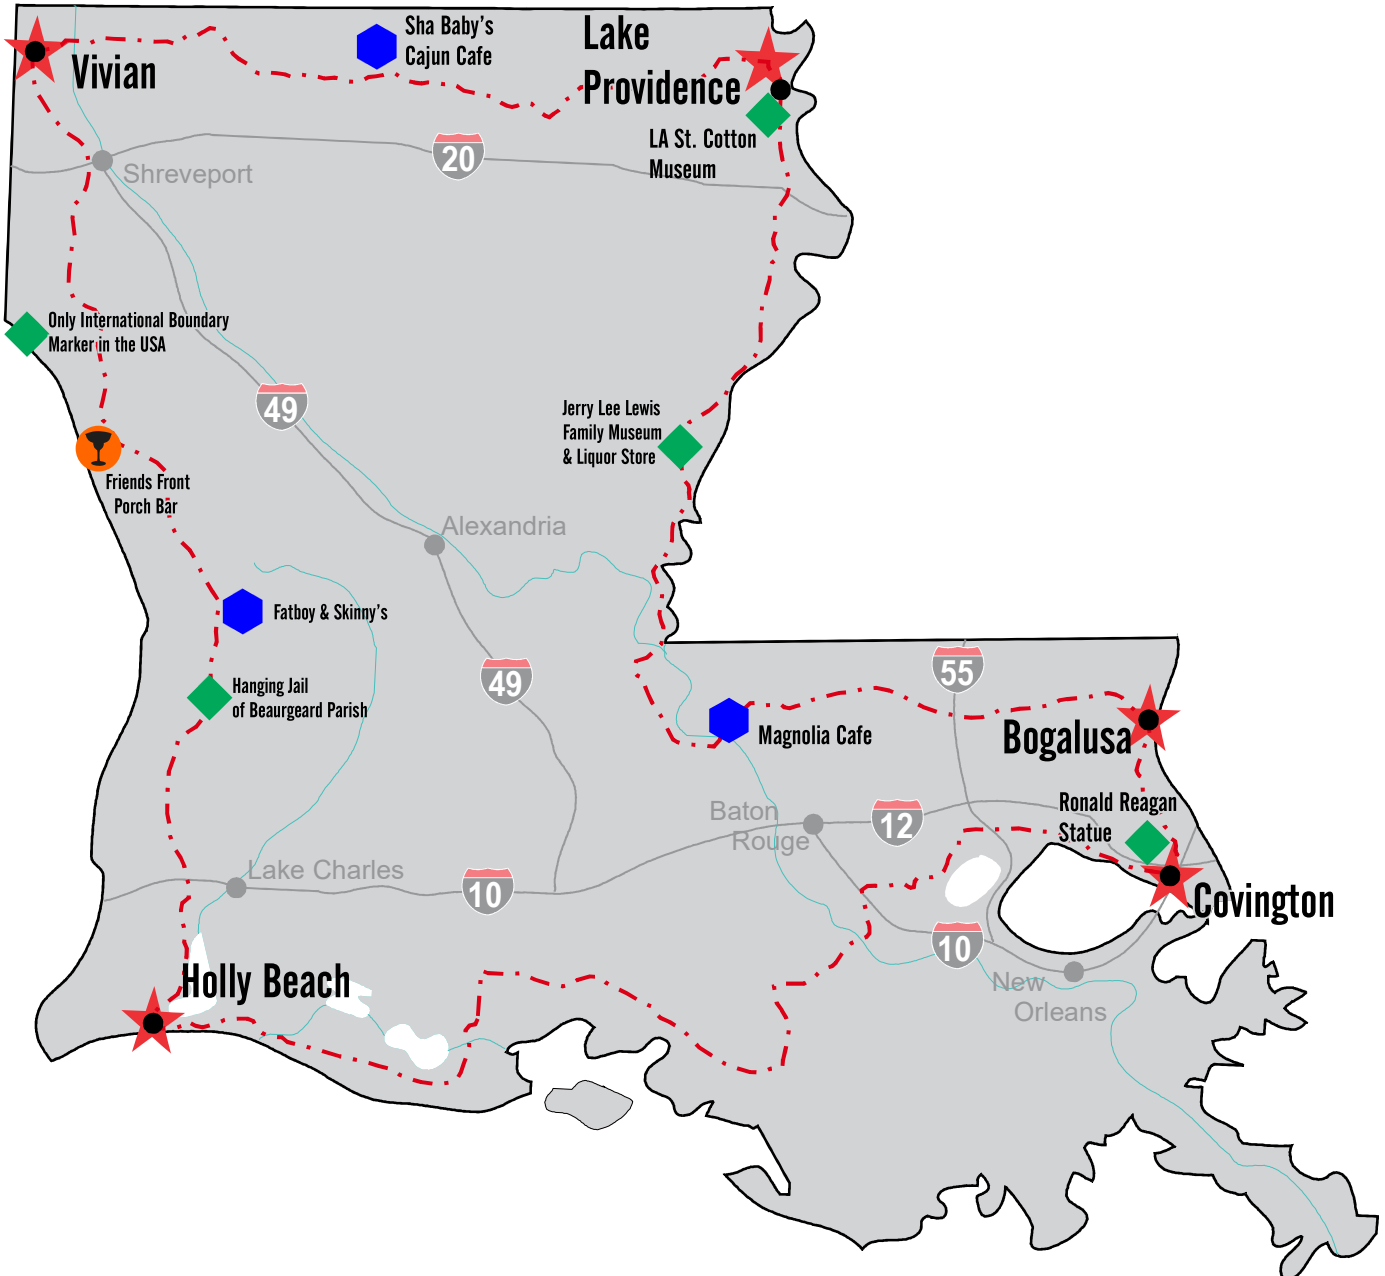 Sha Baby's
Cajun Cafe
Lake
Providence
Vivian
LA St. Cotton
Museum
20
Shreveport
Only International Boundary
Marker in the USA
49
Jerry Lee Lewis
Family Museum
& Liquor Store
Friends Front
Porch Bar
Alexandria
Fatboy & Skinny's
Hanging Jail
of Beaurgeard Parish
49
55
Magnolia Cafe
Bogalusa
Ronald Reagan
Statue
Baton
Rouge
12
Lake Charles
10
Covington
10
Holly Beach
New
Orleans